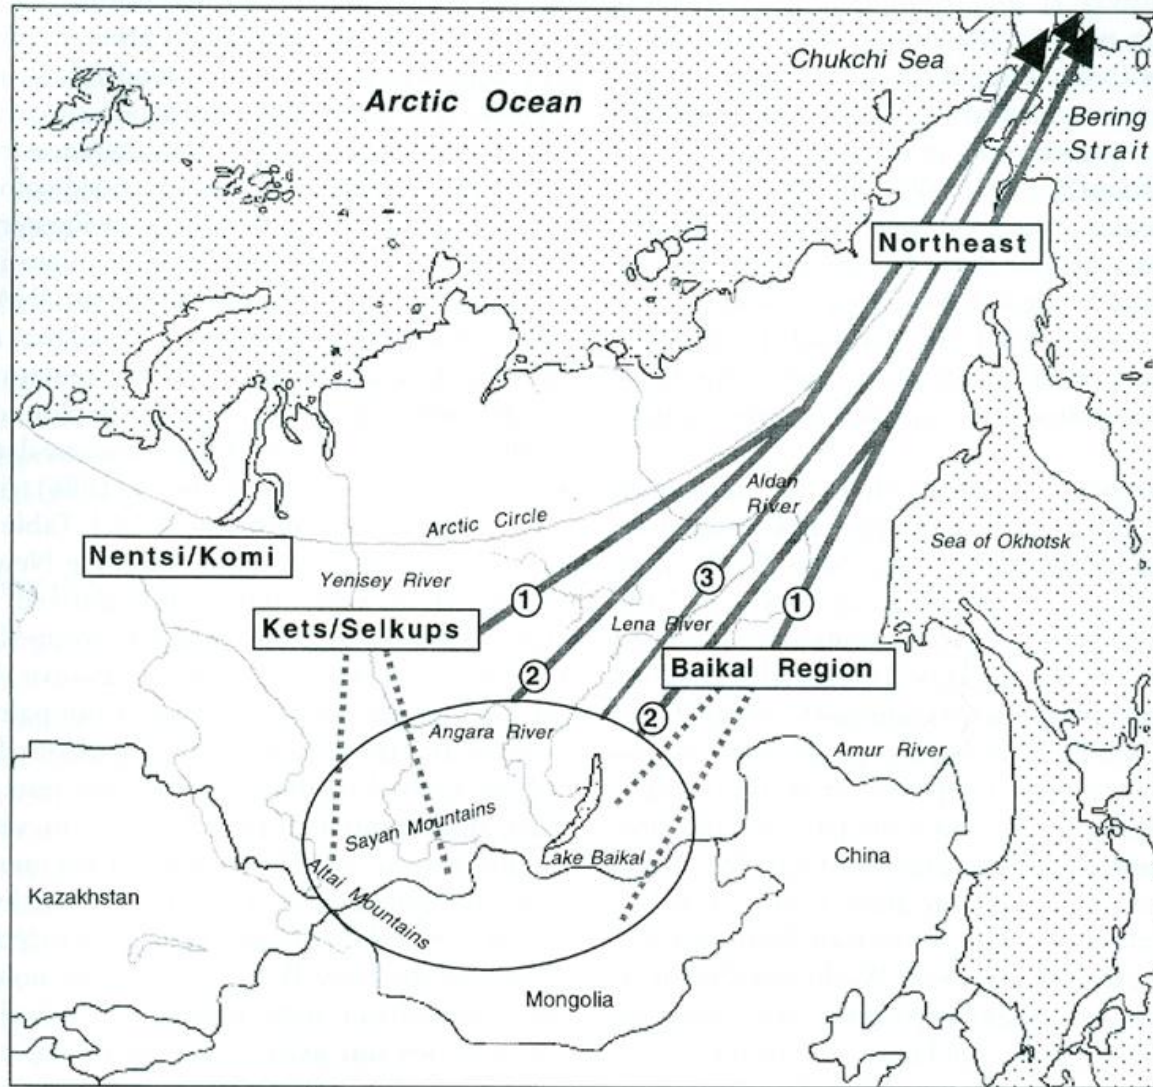 Chukchi Sea
Arctic Ocean
Bering
Strait
Northeast
Aldan
River
Arctic Circle
Sea of Okhotsk
Nentsi/Komi
Yenisey River
1
3
1
Kets/Selkups
Lena River
2
Baikal Region
2
Angara River
Amur River
Sayan Mountains
Lake Baikal
China
Altai Mountains
Kazakhstan
Mongolia